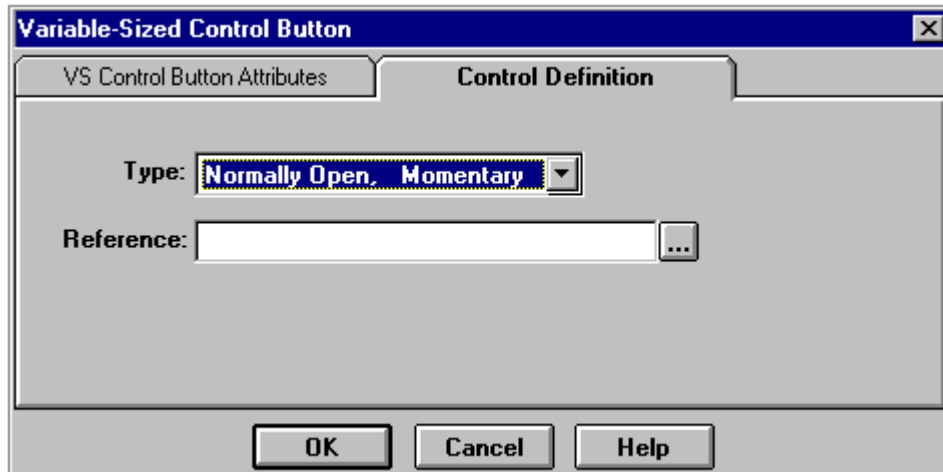 Variable-Sized Control Button
VS Control Button Attributes Control Definition
Type: Normally Open, Momentary
Reference: ...
OK Cancel Help